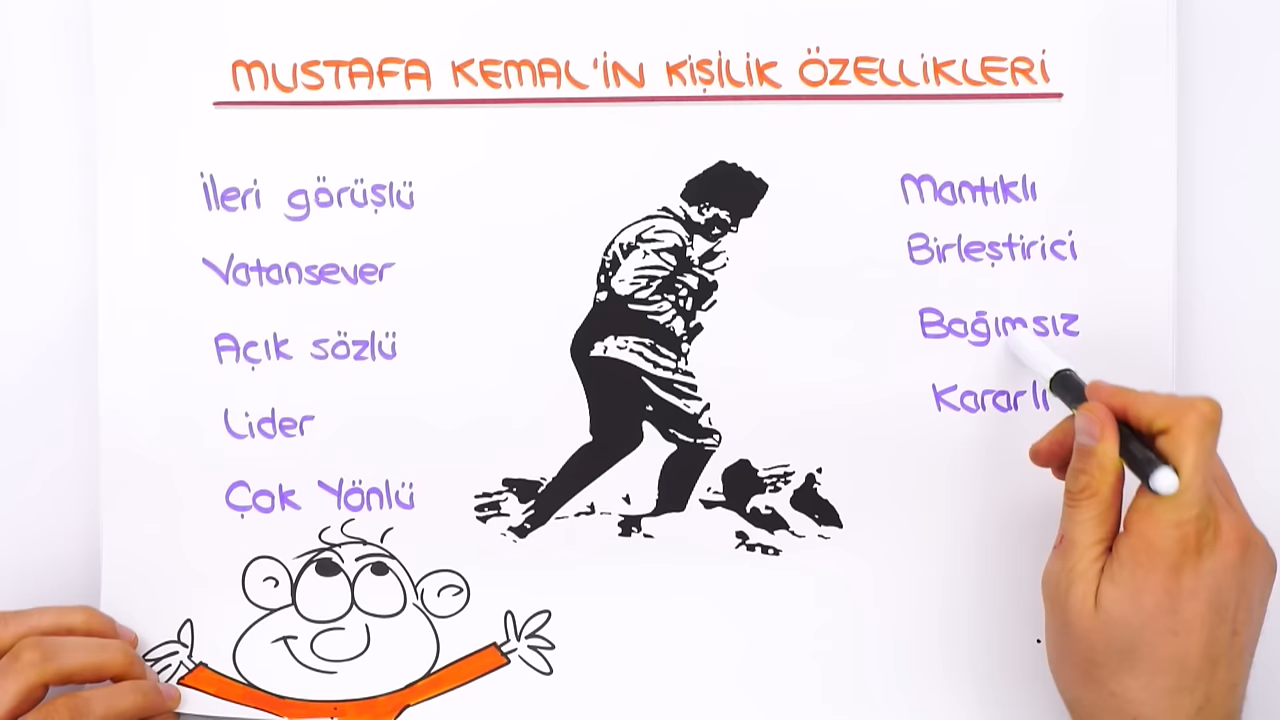 MUSTAFA KEMAL'İN KİŞİLİK ÖZELLİKLERİ
İleri görüşlü
Vatansever
Açık sözlü
Lider
Çok Yönlü
Mantıklı
Birleştirici
Bağımsız
Kararlı